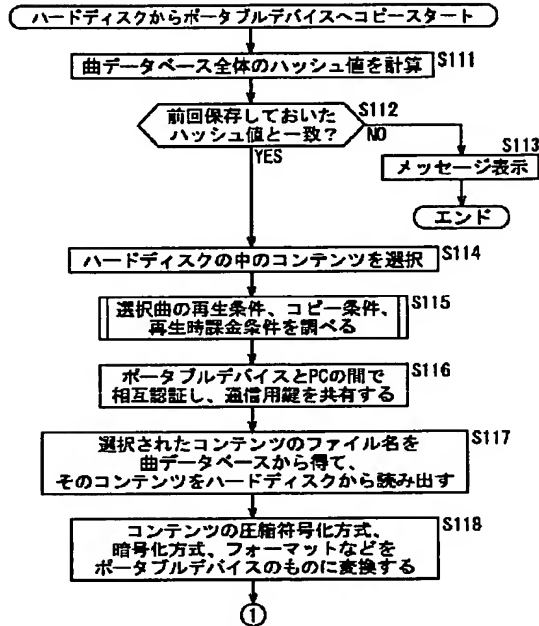 ハードディスクからポータブルデバイスへコピースタート
曲データベース全体のハッシュ値を計算
S111
前回保存しておいた
ハッシュ値と一致?
S112
NO
YES
S113
メッセージ表示
エンド
ハードディスクの中のコンテンツを選択
S114
選択曲の再生条件、コピー条件、
再生時課金条件を調べる
S115
ポータブルデバイスとPCの間で
相互認証し、通信用鍵を共有する
S116
選択されたコンテンツのファイル名を
曲データベースから得て、
そのコンテンツをハードディスクから読み出す
S117
コンテンツの圧縮符号化方式、
暗号化方式、フォーマットなどを
ポータブルデバイスのものに変換する
S118
①